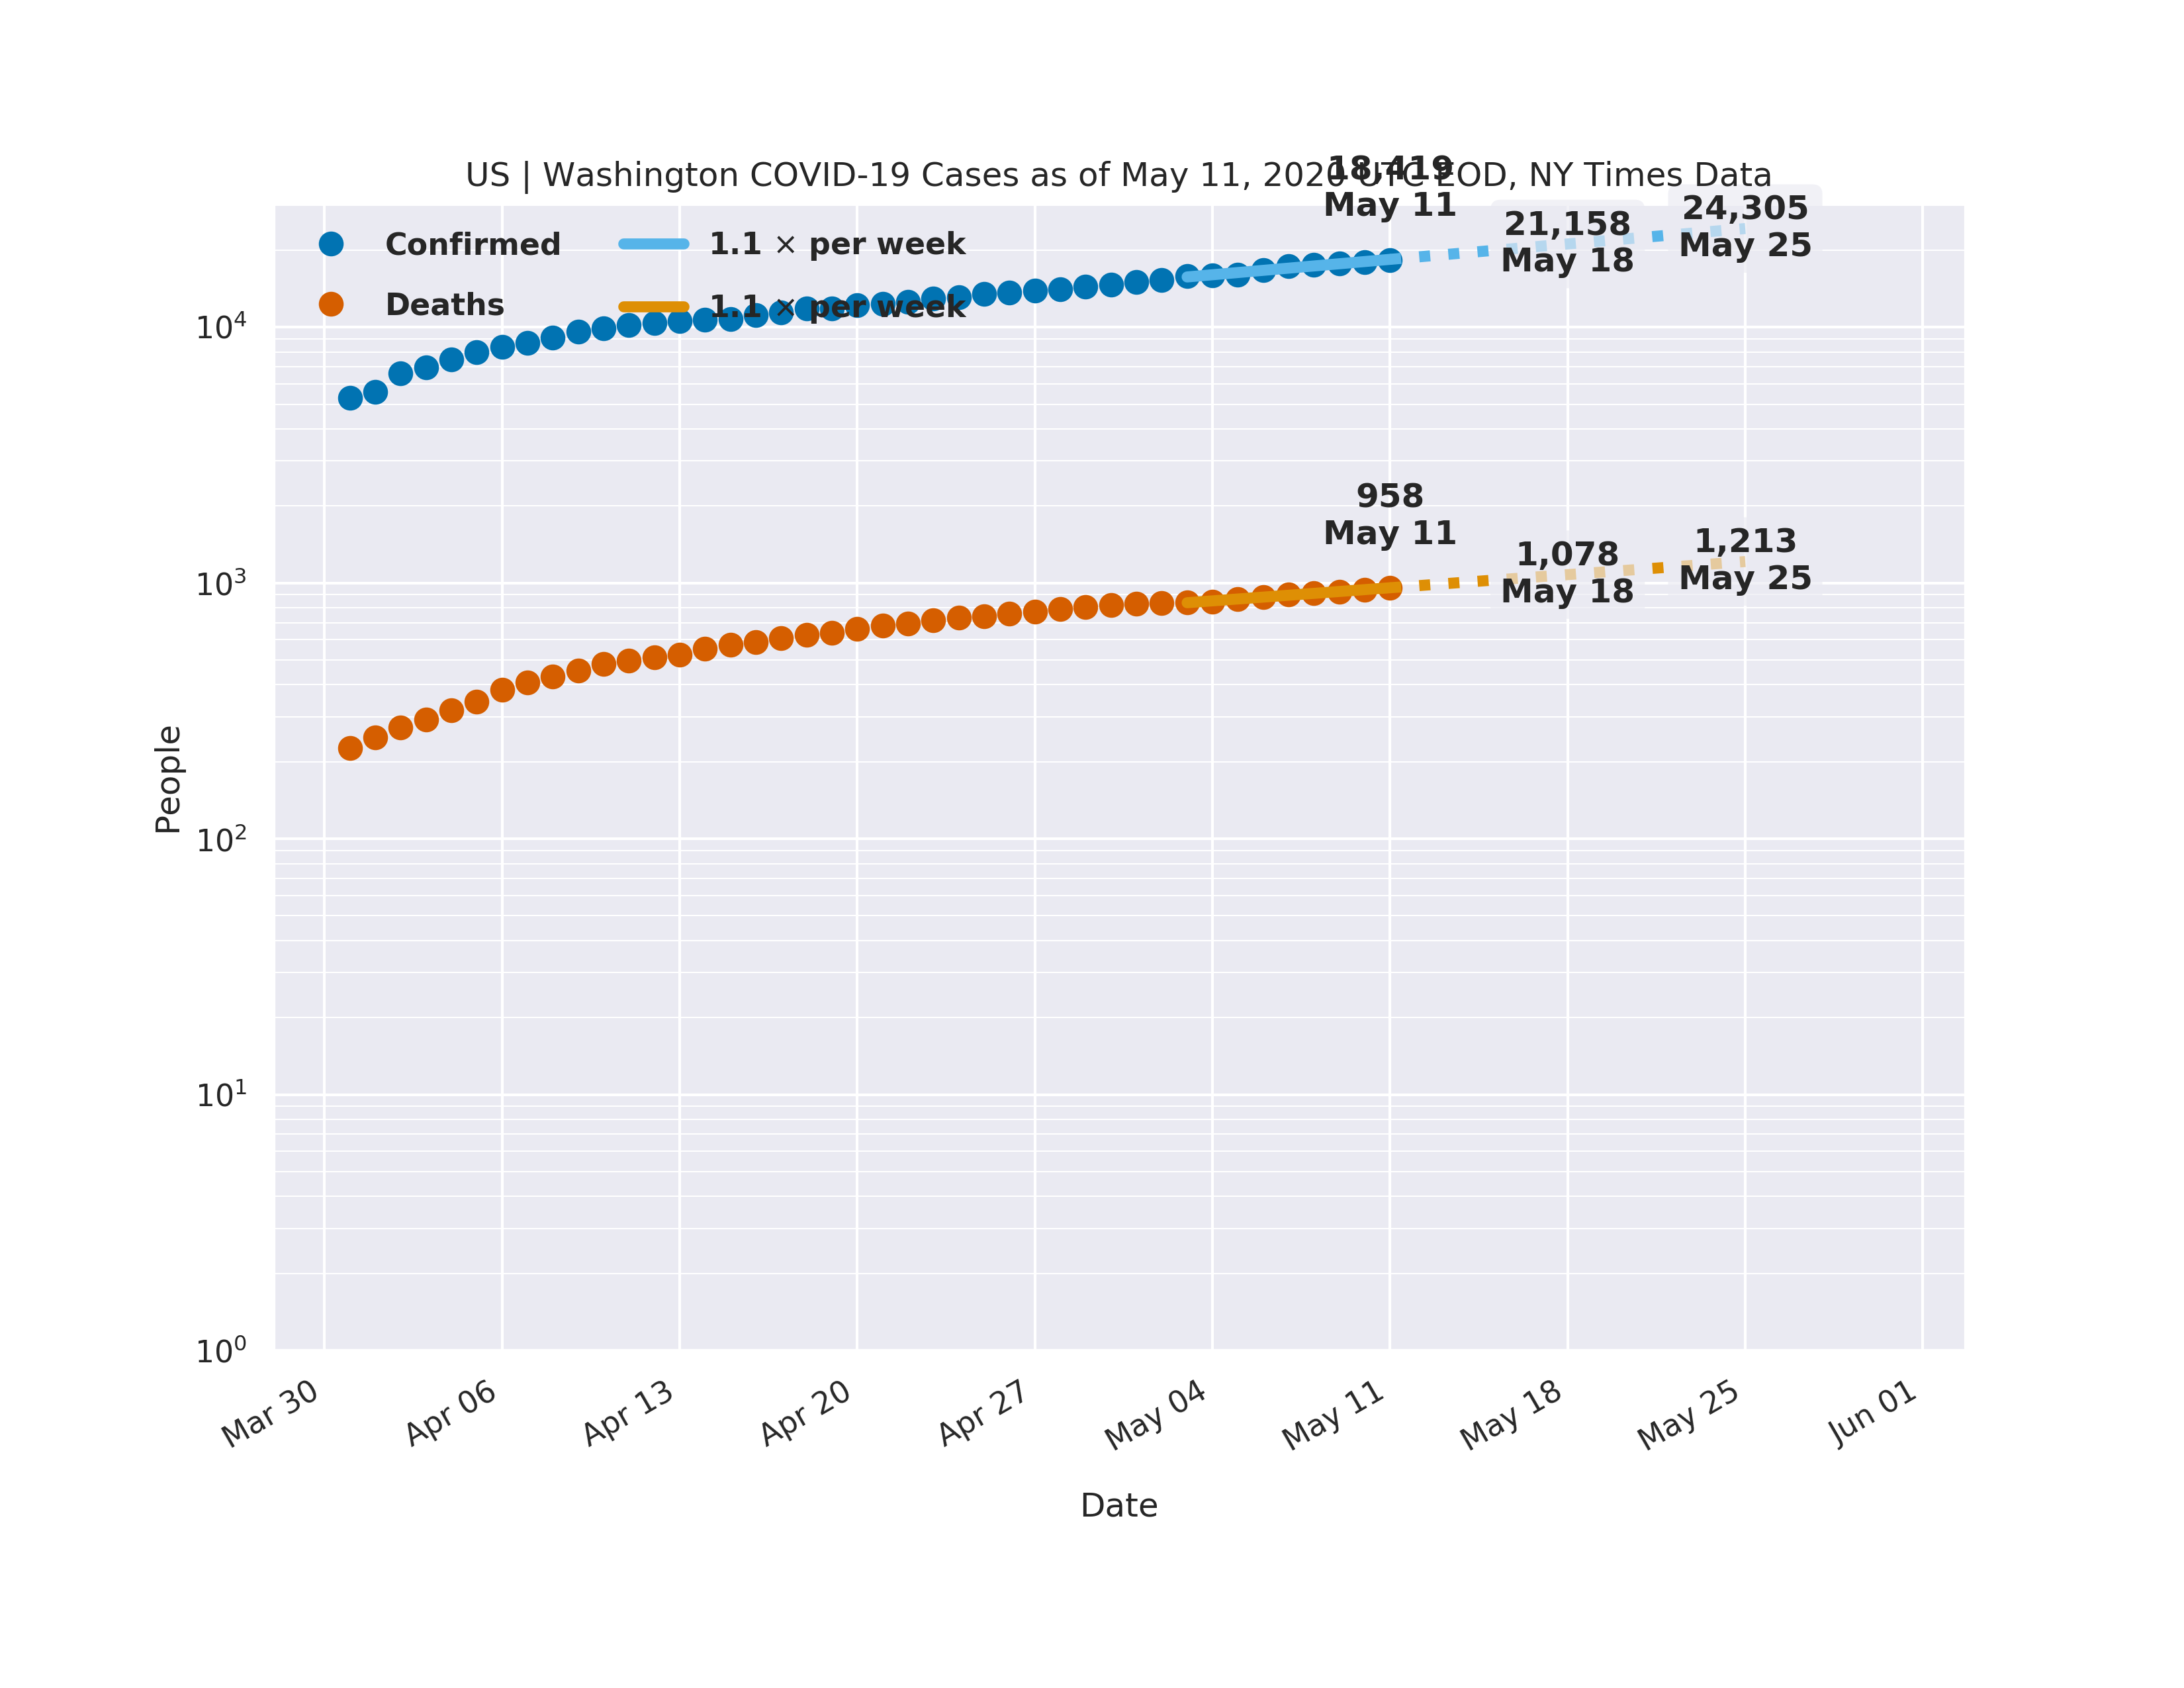 US | Washington COVID-19 Cases as of May 11, 2020 UTC EOD, NY Times Data
18,419
May 11
21,158
May 18
24,305
May 25
Confirmed
1.1 × per week
Deaths
1.1 × per week
958
May 11
1,078
May 18
1,213
May 25
People
10⁴
10³
10²
10¹
10⁰
Mar 30
Apr 06
Apr 13
Apr 20
Apr 27
May 04
May 11
May 18
May 25
Jun 01
Date